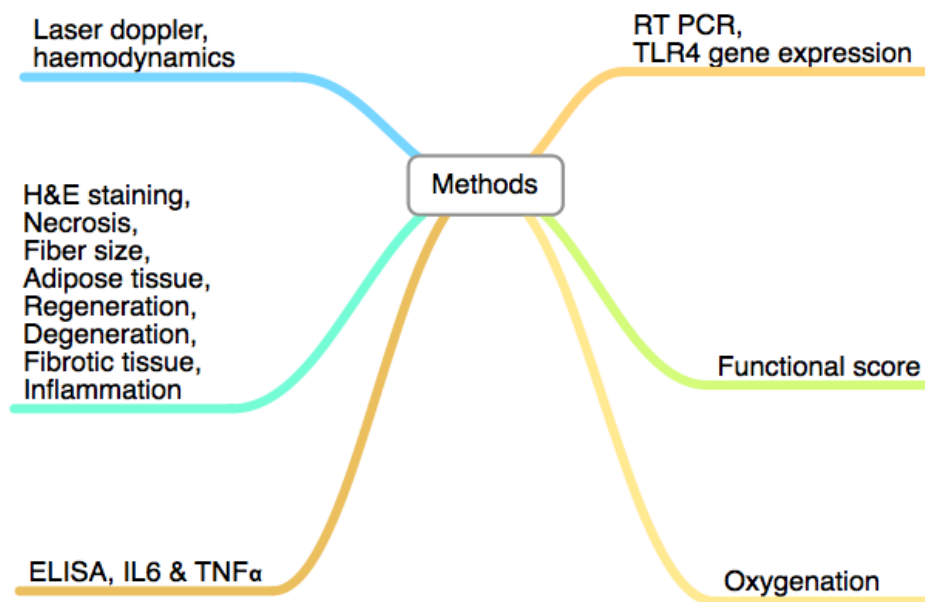 Laser doppler,
haemodynamics
RT PCR,
TLR4 gene expression
Methods
H&E staining,
Necrosis,
Fiber size,
Adipose tissue,
Regeneration,
Degeneration,
Fibrotic tissue,
Inflammation
Functional score
ELISA, IL6 & TNFα
Oxygenation